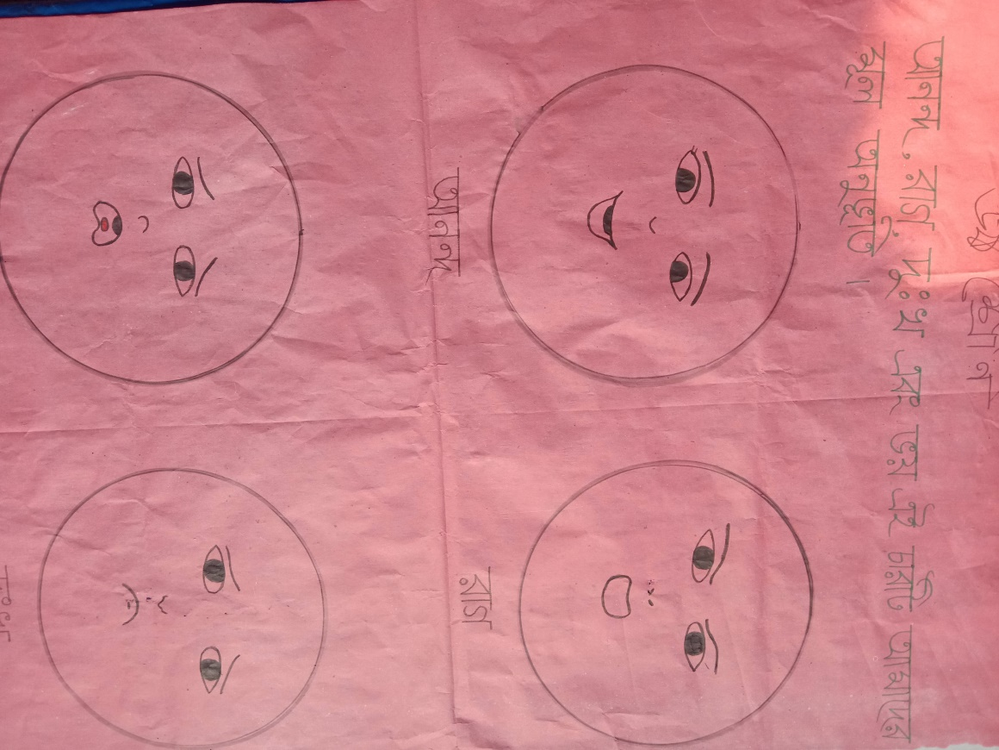 আনন্দ, রাগ, দুঃখ এবং ভয় এই চারটি আমাদের
মূল অনুভূতি ।
আনন্দ
রাগ